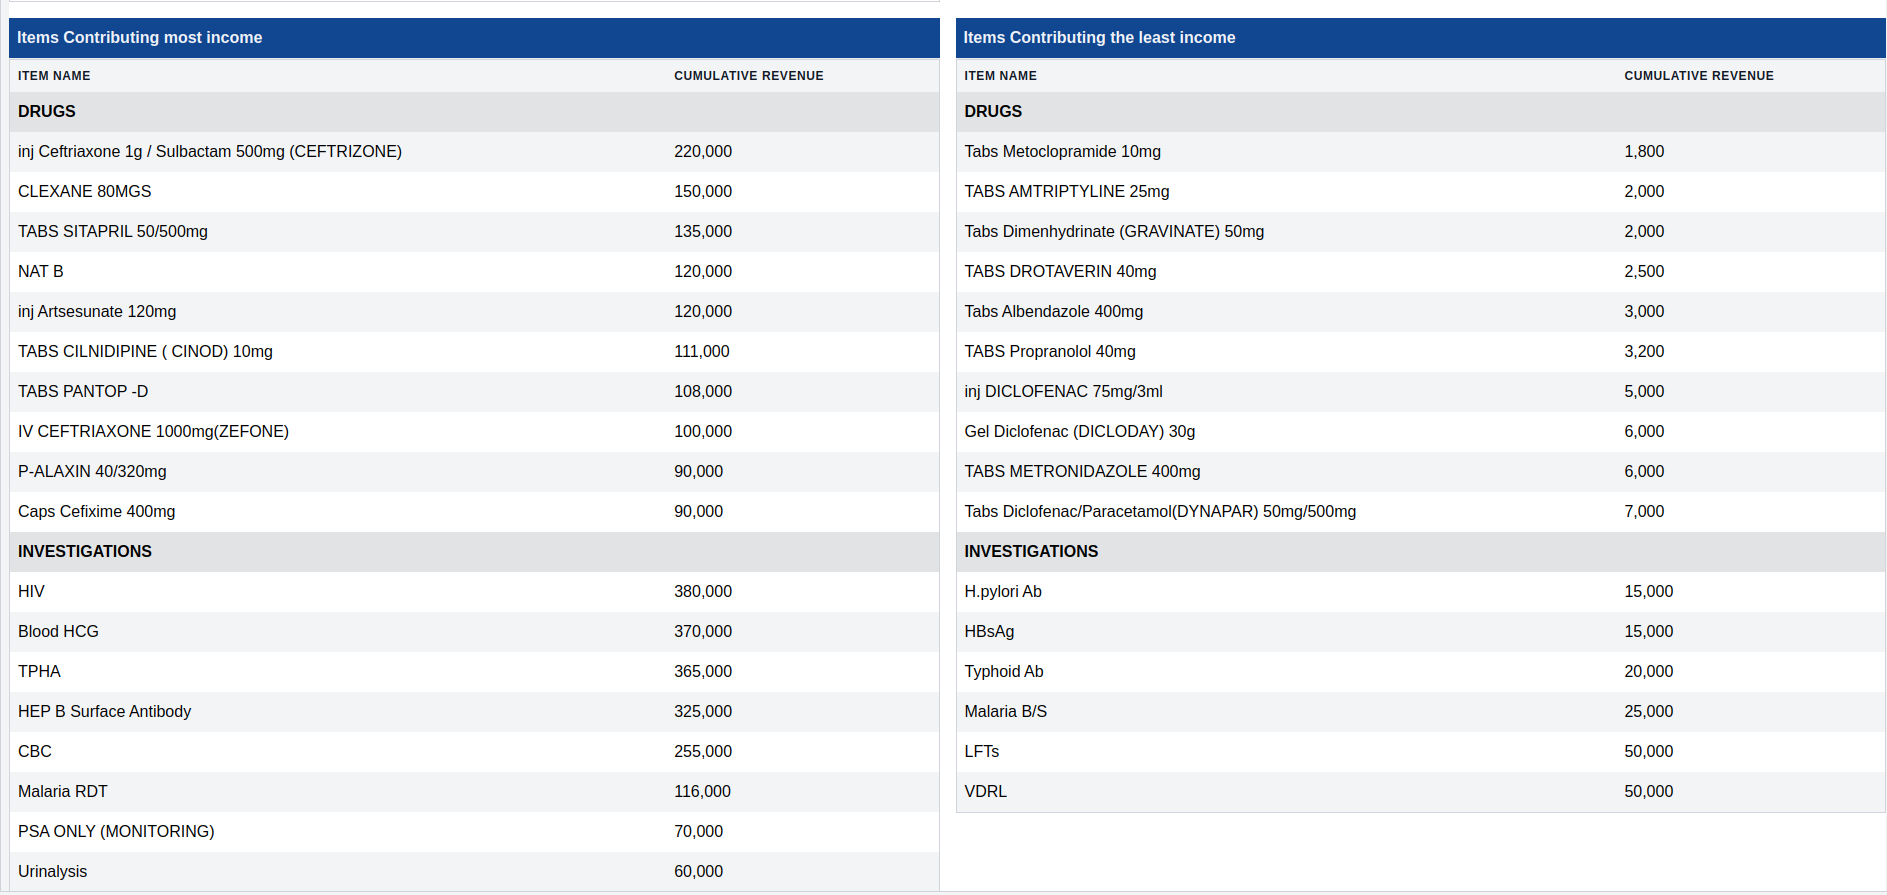 Items Contributing most income
ITEM NAME CUMULATIVE REVENUE
DRUGS
inj Ceftriaxone 1g / Sulbactam 500mg (CEFTRIZONE) 220,000
CLEXANE 80MGS 150,000
TABS SITAPRIL 50/500mg 135,000
NAT B 120,000
inj Artsesunate 120mg 120,000
TABS CILNIDIPINE ( CINOD) 10mg 111,000
TABS PANTOP -D 108,000
IV CEFTRIAXONE 1000mg(ZEFONE) 100,000
P-ALAXIN 40/320mg 90,000
Caps Cefixime 400mg 90,000
INVESTIGATIONS
HIV 380,000
Blood HCG 370,000
TPHA 365,000
HEP B Surface Antibody 325,000
CBC 255,000
Malaria RDT 116,000
PSA ONLY (MONITORING) 70,000
Urinalysis 60,000
Items Contributing the least income
ITEM NAME CUMULATIVE REVENUE
DRUGS
Tabs Metoclopramide 10mg 1,800
TABS AMTRIPTYLINE 25mg 2,000
Tabs Dimenhydrinate (GRAVINATE) 50mg 2,000
TABS DROTAVERIN 40mg 2,500
Tabs Albendazole 400mg 3,000
TABS Propranolol 40mg 3,200
inj DICLOFENAC 75mg/3ml 5,000
Gel Diclofenac (DICLODAY) 30g 6,000
TABS METRONIDAZOLE 400mg 6,000
Tabs Diclofenac/Paracetamol(DYNAPAR) 50mg/500mg 7,000
INVESTIGATIONS
H.pylori Ab 15,000
HBsAg 15,000
Typhoid Ab 20,000
Malaria B/S 25,000
LFTs 50,000
VDRL 50,000